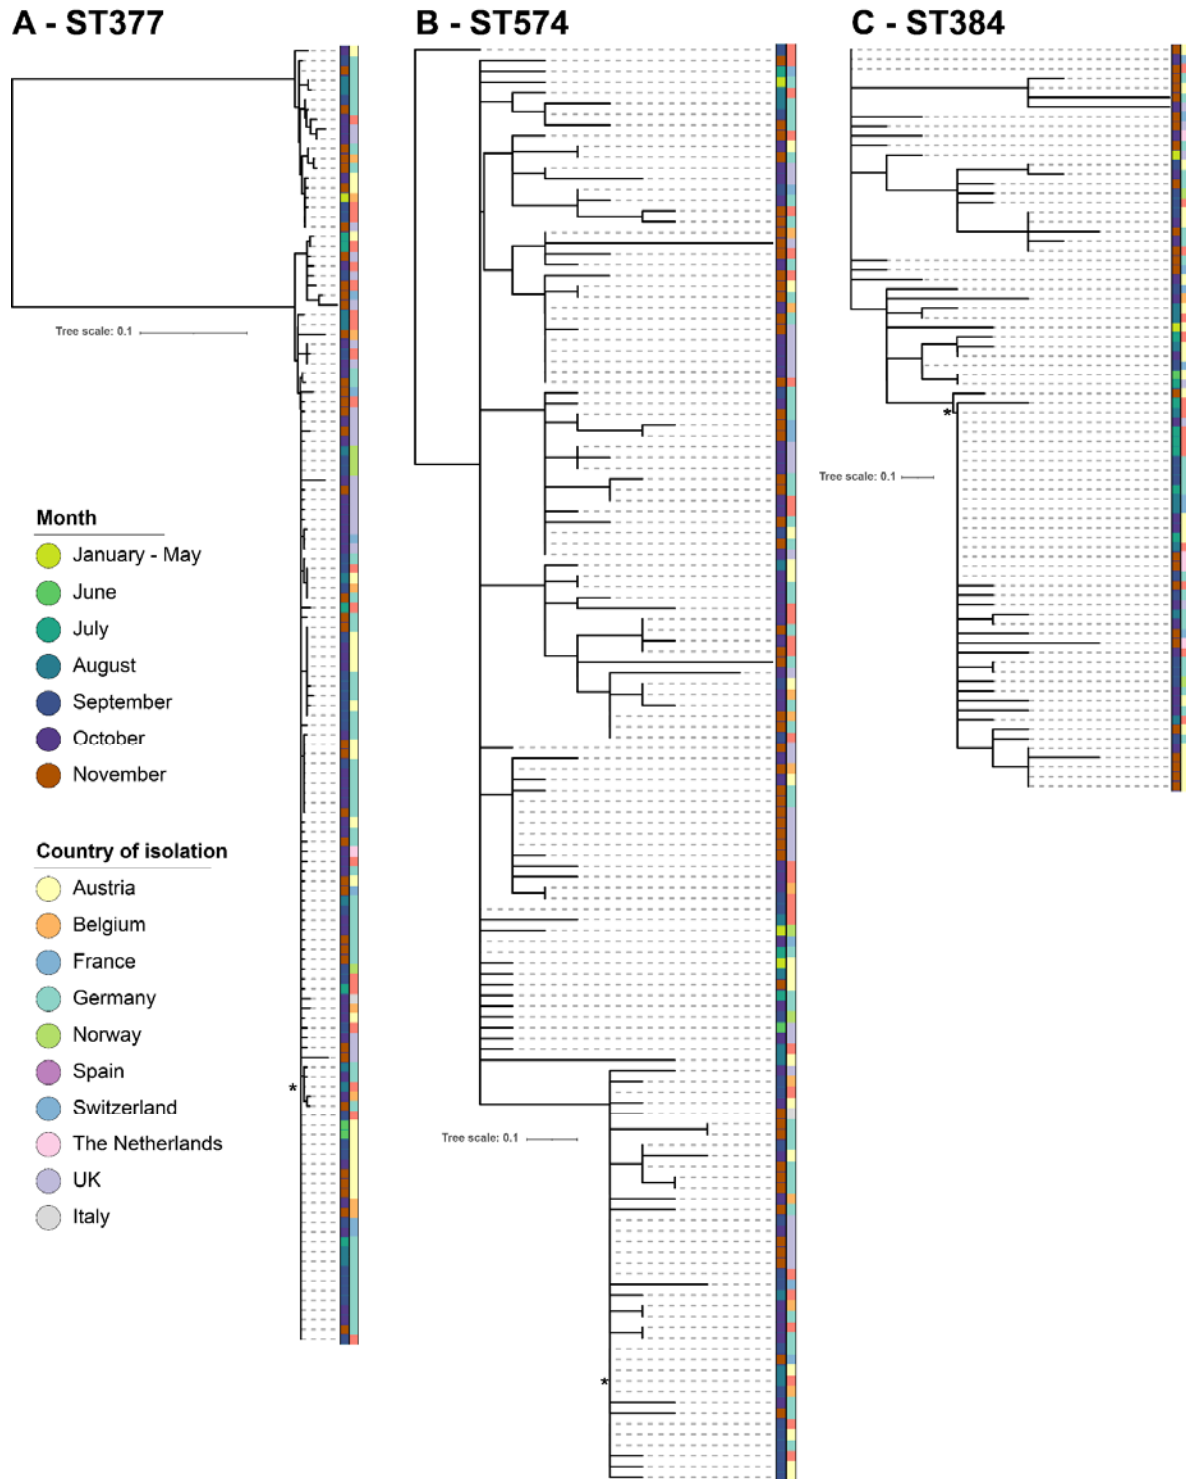 A - ST377
B - ST574
C - ST384
Tree scale: 0.1
*
Tree scale: 0.1
Month
January - May
June
July
August
September
October
November
Country of isolation
Austria
Belgium
France
Germany
Norway
Spain
Switzerland
The Netherlands
UK
Italy
*
Tree scale: 0.1
*